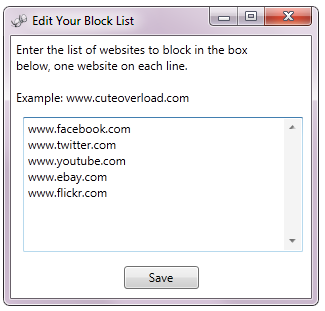 Edit Your Block List
Enter the list of websites to block in the box
below, one website on each line.
Example: www.cuteoverload.com
www.facebook.com
www.twitter.com
www.youtube.com
www.ebay.com
www.flickr.com
Save